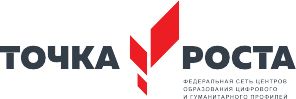 ТОЧКА РОСТА
ФЕДЕРАЛЬНАЯ СЕТЬ ЦЕНТРОВ
ОБРАЗОВАНИЯ ЦИФРОВОГО
И ГУМАНИТАРНОГО ПРОФИЛЕЙ